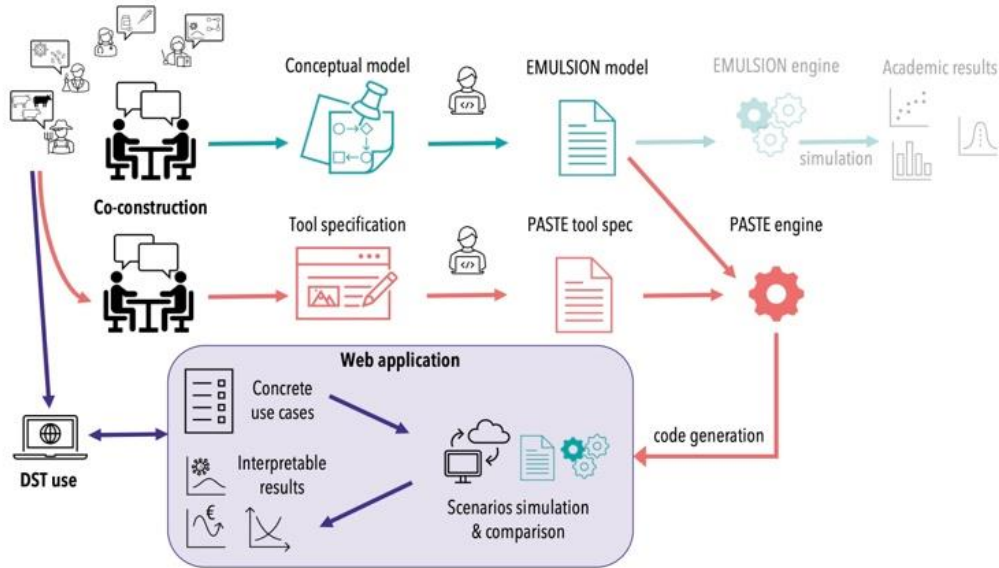 Conceptual model
EMULSION model
EMULSION engine
Academic results
</>
simulation
Co-construction
Tool specification
PASTE tool spec
PASTE engine
</>
Web application
Concrete
use cases
code generation
Interpretable
results
€
Scenarios simulation
& comparison
DST use